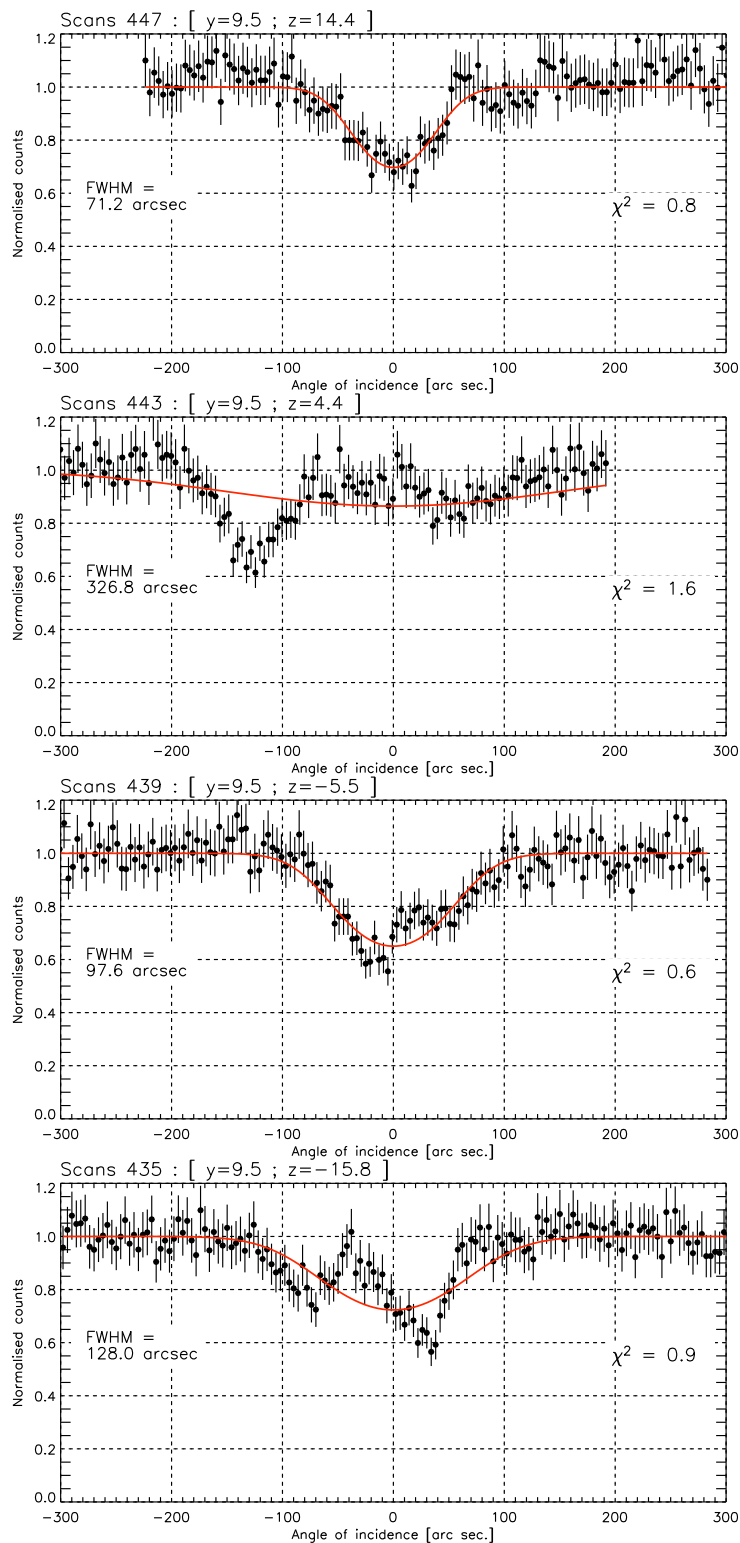 Scans 447 : [ y=9.5 ; z=14.4 ]
1.2
1.0
0.8
0.6
0.4
0.2
0.0
Normalised counts
FWHM =
71.2 arcsec
χ² = 0.8
−300 −200 −100 0 100 200 300
Angle of incidence [arc sec.]
Scans 443 : [ y=9.5 ; z=4.4 ]
1.2
1.0
0.8
0.6
0.4
0.2
0.0
Normalised counts
FWHM =
326.8 arcsec
χ² = 1.6
−300 −200 −100 0 100 200 300
Angle of incidence [arc sec.]
Scans 439 : [ y=9.5 ; z=−5.5 ]
1.2
1.0
0.8
0.6
0.4
0.2
0.0
Normalised counts
FWHM =
97.6 arcsec
χ² = 0.6
−300 −200 −100 0 100 200 300
Angle of incidence [arc sec.]
Scans 435 : [ y=9.5 ; z=−15.8 ]
1.2
1.0
0.8
0.6
0.4
0.2
0.0
Normalised counts
FWHM =
128.0 arcsec
χ² = 0.9
−300 −200 −100 0 100 200 300
Angle of incidence [arc sec.]